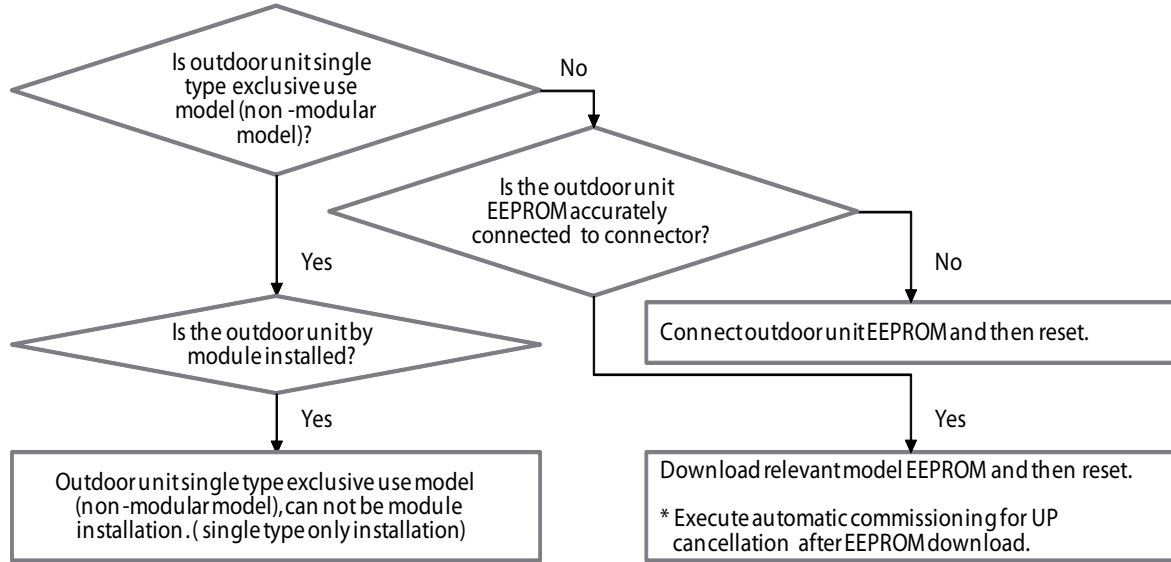 Is outdoor unit single
type exclusive use
model (non -modular
model)?
No
Is the outdoor unit
EEPROM accurately
connected to connector?
Yes
No
Is the outdoor unit by
module installed?
Connect outdoor unit EEPROM and then reset.
Yes
Yes
Outdoor unit single type exclusive use model
(non -modular model), can not be module
installation. ( single type only installation)
Download relevant model EEPROM and then reset.
* Execute automatic commissioning for UP
cancellation after EEPROM download.